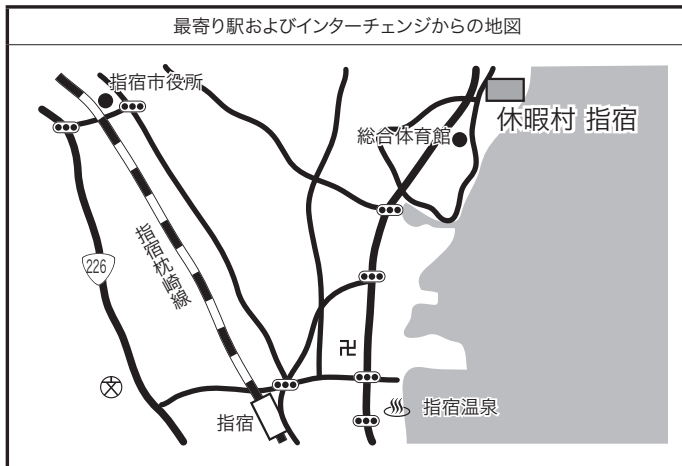 最寄り駅およびインターチェンジからの地図
指宿市役所
総合体育館
休暇村 指宿
指宿枕崎線
226
指宿
指宿温泉